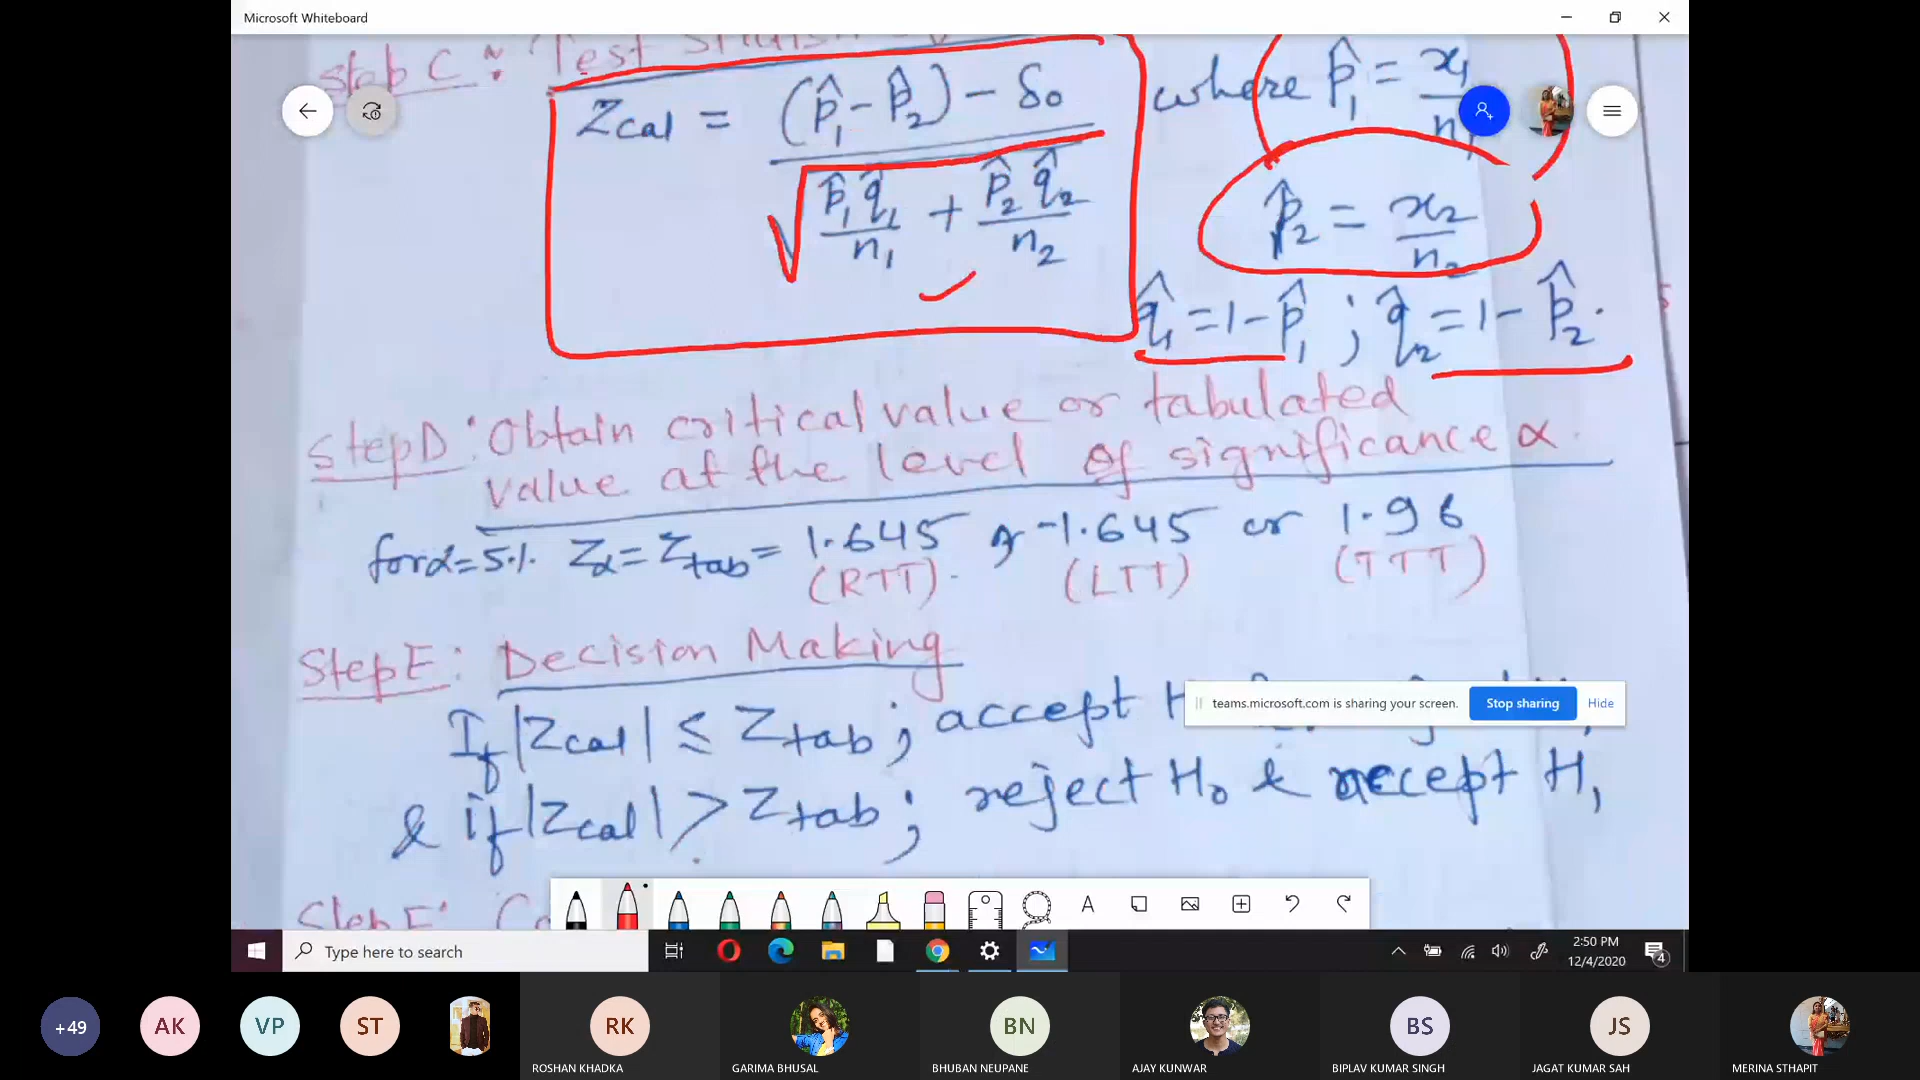 Microsoft Whiteboard
Step C: Test Statistic
Zcal = (p̂₁ - p̂₂) - δ₀ / √(p̂₁q̂₁/n₁ + p̂₂q̂₂/n₂) where p̂₁ = x₁/n₁
p̂₂ = x₂/n₂
q̂₁ = 1 - p̂₁ ; q̂₂ = 1 - p̂₂.
Step D: Obtain critical value or tabulated
value at the level of significance α.
for α = 5%. Zα = Ztab = 1.645 or -1.645 or 1.96
(RTT). (LTT) (TTT)
Step E: Decision Making
If |Zcal| ≤ Ztab ; accept H
teams.microsoft.com is sharing your screen. Stop sharing Hide
& if |Zcal| > Ztab ; reject H₀ & accept H₁
A
Type here to search
2:50 PM
12/4/2020
4
+49 AK VP ST RK BN BS JS
ROSHAN KHADKA GARIMA BHUSAL BHUBAN NEUPANE AJAY KUNWAR BIPLAV KUMAR SINGH JAGAT KUMAR SAH MERINA STHAPIT